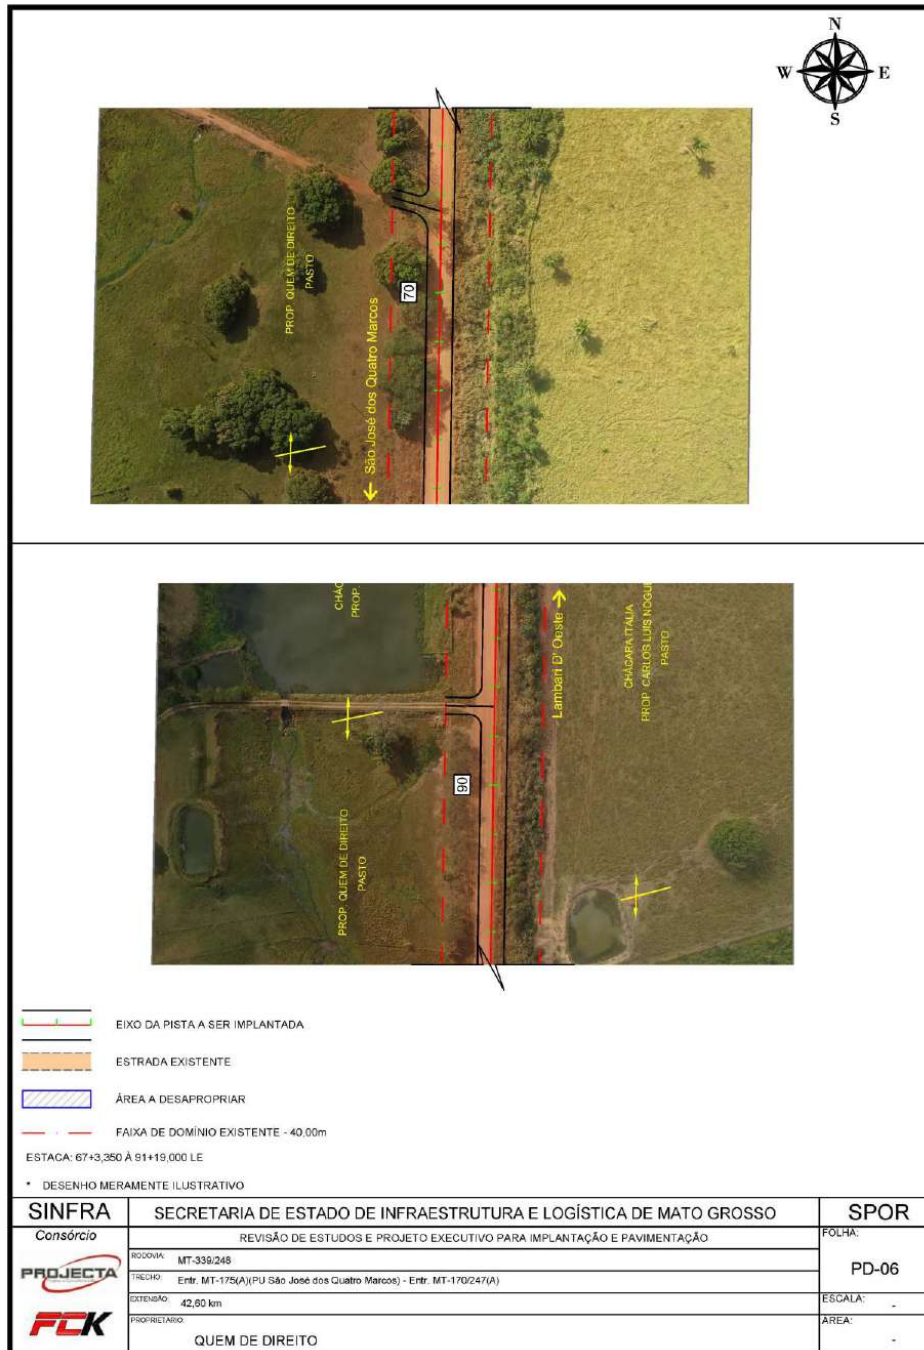 N
W E
S
PROP. QUEM DE DIREITO
PASTO
70
← São José dos Quatro Marcos
CHÁC
PROP.
Lambari D' Oeste →
CHÁCARA ITÁLIA
PROP. CARLOS LUIS NOGUE
PASTO
90
PROP. QUEM DE DIREITO
PASTO
EIXO DA PISTA A SER IMPLANTADA
ESTRADA EXISTENTE
ÁREA A DESAPROPRIAR
FAIXA DE DOMÍNIO EXISTENTE - 40,00m
ESTACA: 67+3,350 À 91+19,000 LE
* DESENHO MERAMENTE ILUSTRATIVO
SINFRA
SECRETARIA DE ESTADO DE INFRAESTRUTURA E LOGÍSTICA DE MATO GROSSO
SPOR
Consórcio
PROJECTA
FCK
REVISÃO DE ESTUDOS E PROJETO EXECUTIVO PARA IMPLANTAÇÃO E PAVIMENTAÇÃO
RODOVIA: MT-339/248
TRECHO: Entr. MT-175(A)(PU São José dos Quatro Marcos) - Entr. MT-170/247(A)
EXTENSÃO: 42,60 km
PROPRIETÁRIO:
QUEM DE DIREITO
FOLHA:
PD-06
ESCALA: -
ÁREA:
-